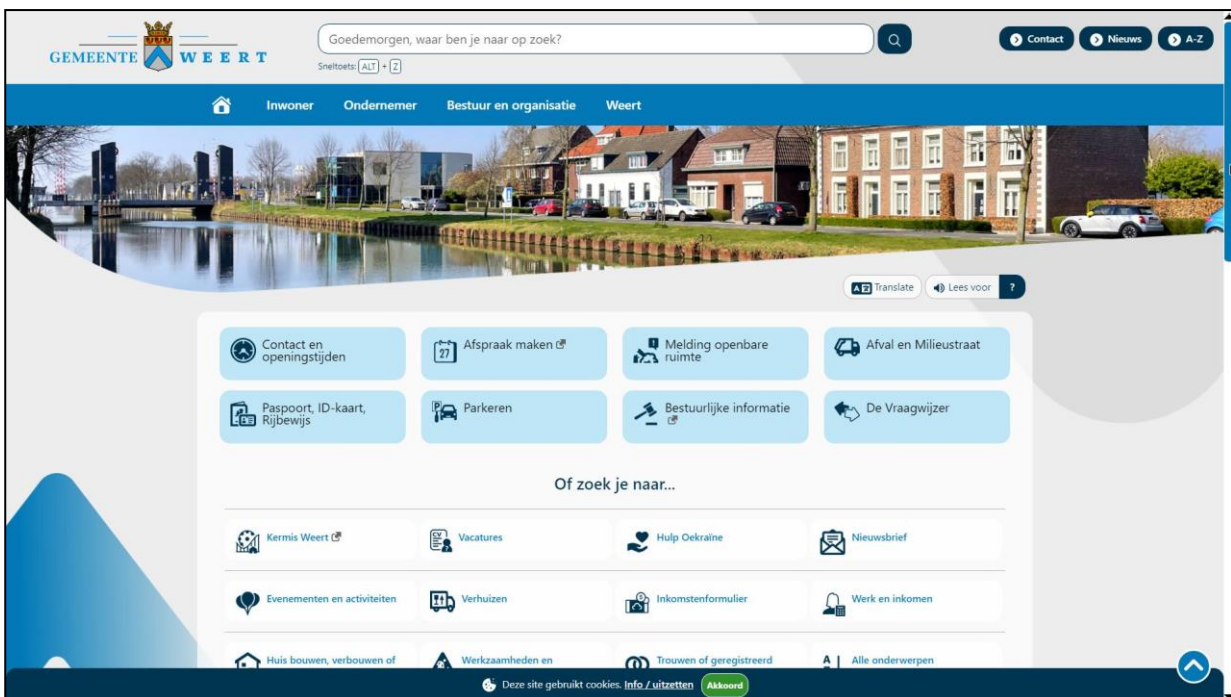 GEMEENTE WEERT
Goedemorgen, waar ben je naar op zoek?
Sneltoets: ALT + Z
Contact
Nieuws
A-Z
Inwoner
Ondernemer
Bestuur en organisatie
Weert
Translate
Lees voor
?
Contact en
openingstijden
27
Afspraak maken
Melding openbare
ruimte
Afval en Milieustraat
Paspoort, ID-kaart,
Rijbewijs
P
Parkeren
Bestuurlijke informatie
De Vraagwijzer
Of zoek je naar...
Kermis Weert
CV
Vacatures
Hulp Oekraïne
Nieuwsbrief
Evenementen en activiteiten
Verhuizen
Inkomstenformulier
Werk en inkomen
Huis bouwen, verbouwen of
Werkzaamheden en
Trouwen of geregistreerd
Alle onderwerpen
Deze site gebruikt cookies. Info / uitzetten
Akkoord